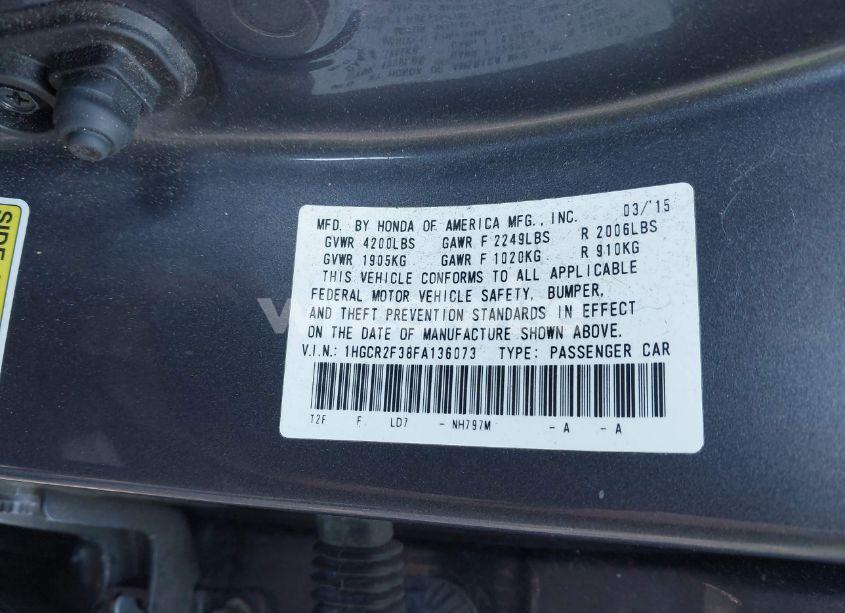 MFD. BY HONDA OF AMERICA MFG., INC. 03/'15
GVWR 4200LBS GAWR F 2249LBS R 2006LBS
GVWR 1905KG GAWR F 1020KG R 910KG
THIS VEHICLE CONFORMS TO ALL APPLICABLE
FEDERAL MOTOR VEHICLE SAFETY, BUMPER,
AND THEFT PREVENTION STANDARDS IN EFFECT
ON THE DATE OF MANUFACTURE SHOWN ABOVE.
V.I.N.: 1HGCR2F38FA136073 TYPE: PASSENGER CAR
T2F F LD7 - NH797M - A - A
SIDE